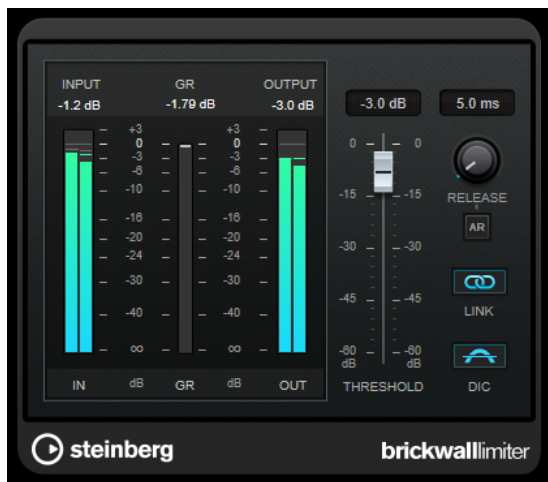 INPUT GR OUTPUT
-1.2 dB -1.79 dB -3.0 dB
-3.0 dB 5.0 ms
+3 +3
0 0
-3 -3
-6 -6
-10 -10
-16 -16
-20 -20
-24 -24
-30 -30
-40 -40
∞ ∞
IN dB GR dB OUT
0 0
-15 -15
-30 -30
-45 -45
-60 -60
dB dB
THRESHOLD
RELEASE
AR
LINK
DIC
steinberg
brickwalllimiter